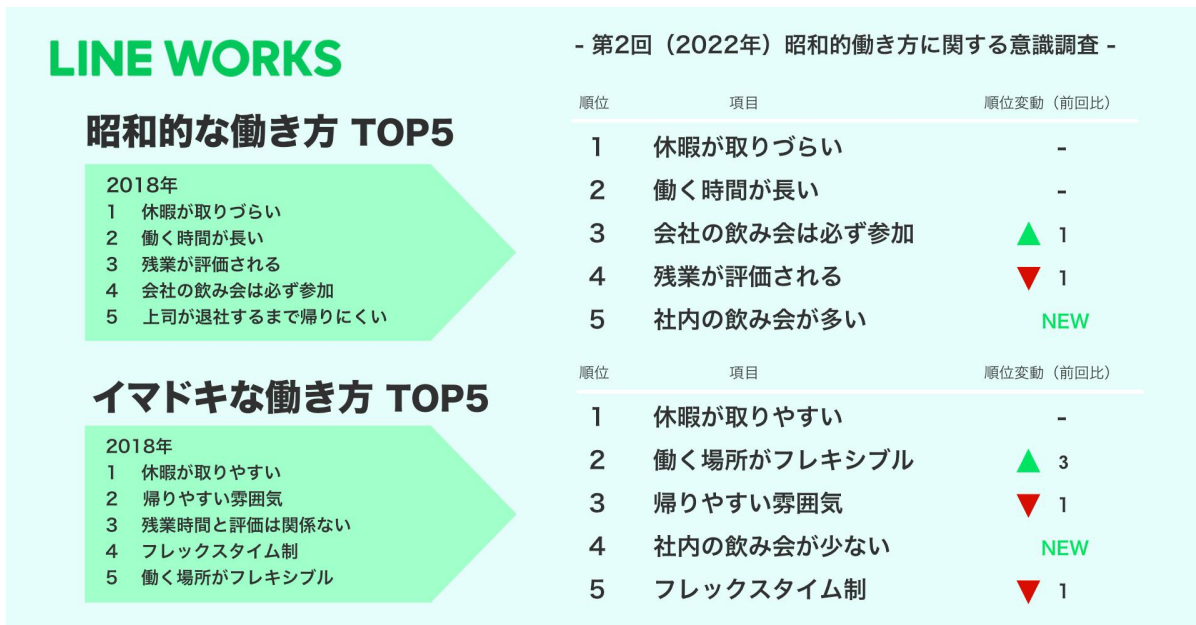 LINE WORKS
- 第2回（2022年）昭和的働き方に関する意識調査 -
昭和的な働き方 TOP5
2018年
1 休暇が取りづらい
2 働く時間が長い
3 残業が評価される
4 会社の飲み会は必ず参加
5 上司が退社するまで帰りにくい
順位 項目 順位変動（前回比）
1 休暇が取りづらい -
2 働く時間が長い -
3 会社の飲み会は必ず参加 ▲ 1
4 残業が評価される ▼ 1
5 社内の飲み会が多い NEW
イマドキな働き方 TOP5
2018年
1 休暇が取りやすい
2 帰りやすい雰囲気
3 残業時間と評価は関係ない
4 フレックスタイム制
5 働く場所がフレキシブル
順位 項目 順位変動（前回比）
1 休暇が取りやすい -
2 働く場所がフレキシブル ▲ 3
3 帰りやすい雰囲気 ▼ 1
4 社内の飲み会が少ない NEW
5 フレックスタイム制 ▼ 1